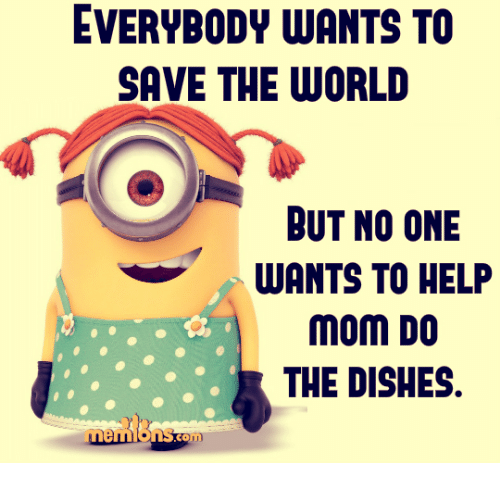 EVERYBODY WANTS TO
SAVE THE WORLD
BUT NO ONE
WANTS TO HELP
mom DO
THE DISHES.
memions.com